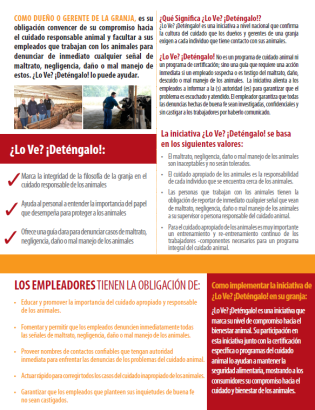 COMO DUEÑO O GERENTE DE LA GRANJA, es su
obligación convencer de su compromiso hacia
el cuidado responsable animal y facultar a sus
empleados que trabajan con los animales para
denunciar de inmediato cualquier señal de
maltrato, negligencia, daño o mal manejo de
estos. ¿Lo Ve? ¡Deténgalo! lo puede ayudar.
¿Lo Ve? ¡Deténgalo!:
Marca la integridad de la filosofía de la granja en el
cuidado responsable de los animales
Ayuda al personal a entender la importancia del papel
que desempeña para proteger a los animales
Ofrece una guía clara para denunciar casos de maltrato,
negligencia, daño o mal manejo de los animales
¿Qué Significa ¿Lo Ve? ¡Deténgalo!?
¿Lo Ve? ¡Deténgalo! es una iniciativa a nivel nacional que confirma
la cultura de cuidado que los dueños y gerentes de una granja
exigen a cada individuo que tiene contacto con sus animales.
¿Lo Ve? ¡Deténgalo! No es un programa de cuidado animal ni
un programa de certificación; sino una guía que requiere una acción
inmediata si un empleado sospecha o es testigo del maltrato, daño,
descuido o mal manejo de los animales. La iniciativa alienta a los
empleados a informar a la (s) autoridad (es) para garantizar que el
problema es escuchado y atendido. El empleador garantiza que todas
las denuncias hechas de buena fe sean investigadas, confidenciales y
sin castigar a los trabajadores por haberlo comunicado.
La iniciativa ¿Lo Ve? ¡Deténgalo! se basa
en los siguientes valores:
• El maltrato, negligencia, daño o mal manejo de los animales
son inaceptables y no serán tolerados.
• El cuidado apropiado de los animales es la responsabilidad
de cada individuo que se encuentra cerca de los animales.
• Las personas que trabajan con animales tienen la
obligación de reportar de inmediato cualquier señal que vean
de maltrato, negligencia, daño o mal manejo de los animales
a su supervisor o persona responsable del cuidado animal.
• Para el cuidado apropiado de los animales es muy importante
un entrenamiento y re-entrenamiento continuo de los
trabajadores -componentes necesarios para un programa
integral del cuidado animal.
LOS EMPLEADORES TIENEN LA OBLIGACIÓN DE:
• Educar y promover la importancia del cuidado apropiado y responsable
de los animales.
• Fomentar y permitir que los empleados denuncien inmediatamente todas
las señales de maltrato, negligencia, daño o mal manejo de los animales.
• Proveer nombres de contactos confiables que tengan autoridad
inmediata para enfrentar las denuncias de los problemas del cuidado animal.
• Actuar rápido para corregir todos los casos del cuidado inapropiado de los animales.
• Garantizar que los empleados que planteen sus inquietudes de buena fe
no sean castigados.
Como implementar la iniciativa de
¿Lo Ve? ¡Deténgalo! en su granja:
¿Lo Ve? ¡Deténgalo! es una iniciativa que
marca su nivel de compromiso hacia el
bienestar animal. Su participación en
esta iniciativa junto con la certificación
específica o programas del cuidado
animal lo ayudan a mantener la
seguridad alimentaria, mostrando a los
consumidores su compromiso hacia el
cuidado y bienestar de los animales.